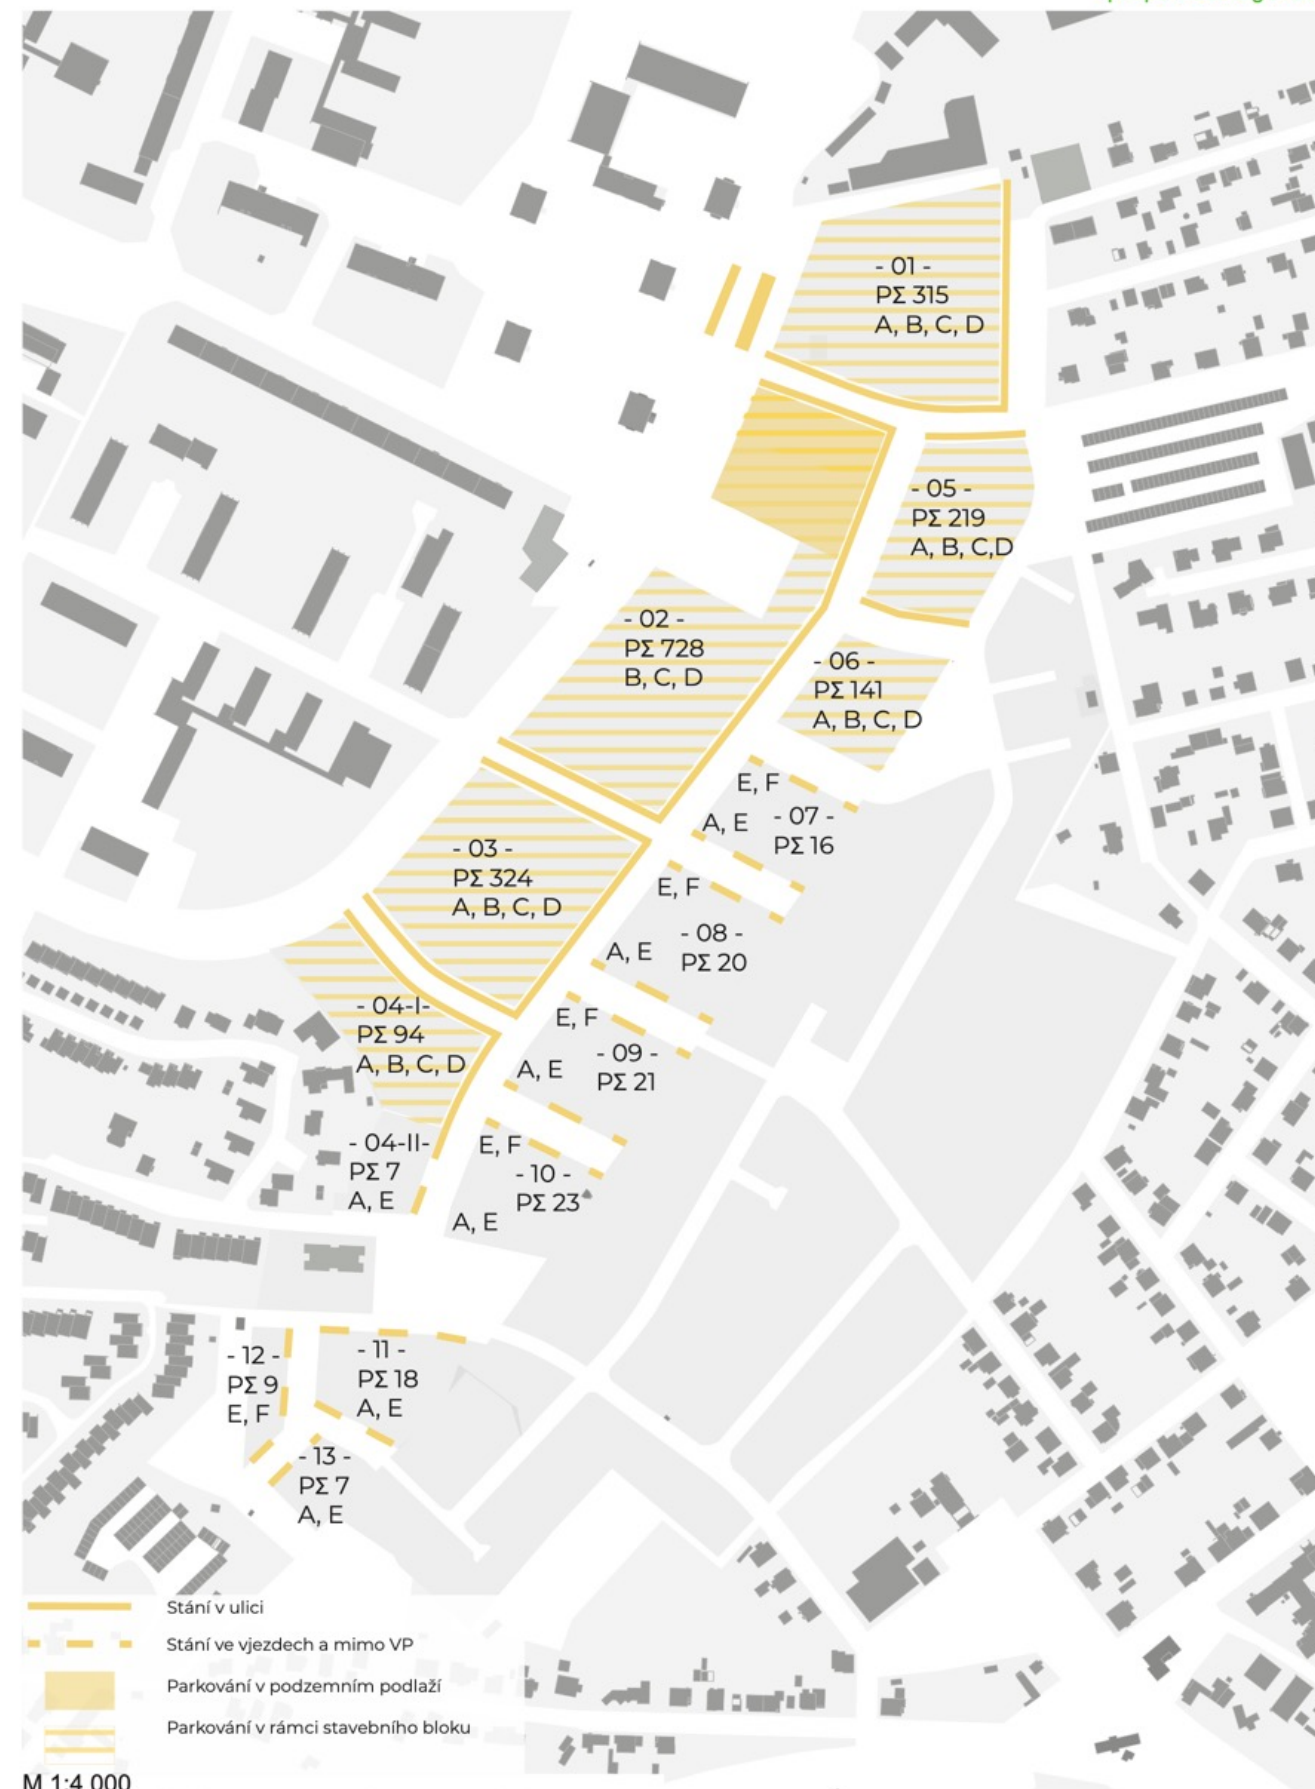 - 01 -
PΣ 315
A, B, C, D
- 05 -
PΣ 219
A, B, C,D
- 02 -
PΣ 728
B, C, D
- 06 -
PΣ 141
A, B, C, D
E, F
A, E
- 07 -
PΣ 16
- 03 -
PΣ 324
A, B, C, D
E, F
A, E
- 08 -
PΣ 20
- 04-I-
PΣ 94
A, B, C, D
E, F
A, E
- 09 -
PΣ 21
- 04-II-
PΣ 7
A, E
E, F
- 10 -
PΣ 23
A, E
- 12 -
PΣ 9
E, F
- 11 -
PΣ 18
A, E
- 13 -
PΣ 7
A, E
Stání v ulici
Stání ve vjezdech a mimo VP
Parkování v podzemním podlaží
Parkování v rámci stavebního bloku
M 1:4 000